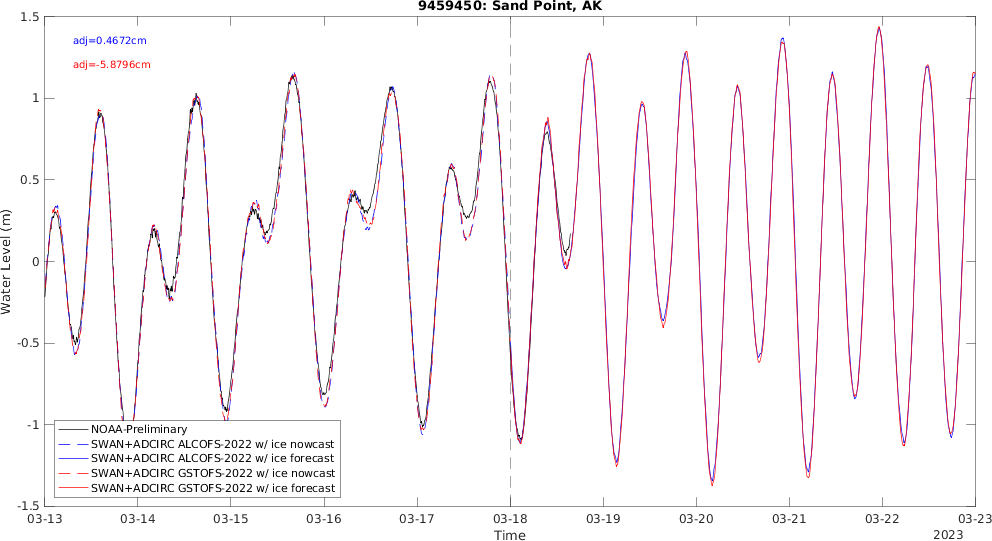 9459450: Sand Point, AK
adj=0.4672cm
adj=-5.8796cm
Water Level (m)
1.5
1
0.5
0
-0.5
-1
-1.5
NOAA-Preliminary
SWAN+ADCIRC ALCOFS-2022 w/ ice nowcast
SWAN+ADCIRC ALCOFS-2022 w/ ice forecast
SWAN+ADCIRC GSTOFS-2022 w/ ice nowcast
SWAN+ADCIRC GSTOFS-2022 w/ ice forecast
03-13 03-14 03-15 03-16 03-17 03-18 03-19 03-20 03-21 03-22 03-23
Time
2023